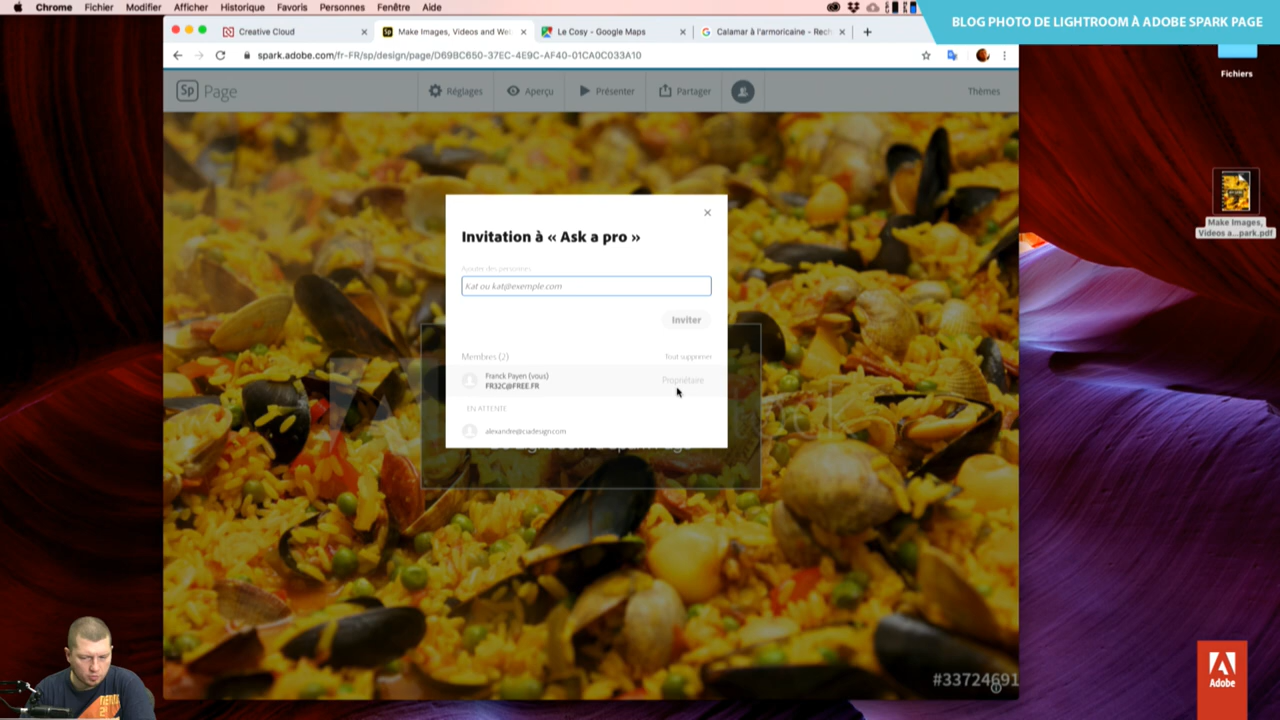 Chrome Fichier Modifier Afficher Historique Favoris Personnes Fenêtre Aide
BLOG PHOTO DE LIGHTROOM À ADOBE SPARK PAGE
Creative Cloud
Make Images, Videos and We
Le Cosy - Google Maps
Calamar à l'armoricaine - Rech
spark.adobe.com/fr-FR/sp/design/page/D69BC650-37EC-4E9C-AF40-01CA0C033A10
Fichiers
Sp Page
Réglages
Aperçu
Présenter
Partager
Thèmes
Invitation à « Ask a pro »
Ajouter des personnes
Kat ou kat@exemple.com
Inviter
Membres (2)
Tout supprimer
Franck Payen (vous)
FR32C@FREE.FR
Propriétaire
EN ATTENTE
alexandre@ciadesign.com
Make Images,
Videos a...park.pdf
#33724691
Adobe